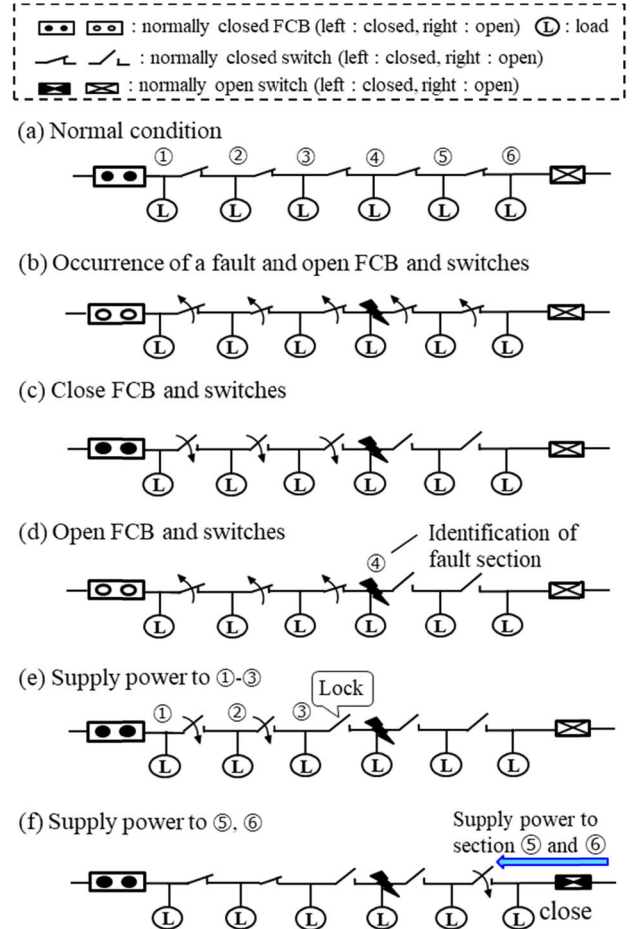 : normally closed FCB (left : closed, right : open) Ⓛ : load
: normally closed switch (left : closed, right : open)
: normally open switch (left : closed, right : open)
(a) Normal condition
① ② ③ ④ ⑤ ⑥
L L L L L L
(b) Occurrence of a fault and open FCB and switches
L L L L L L
(c) Close FCB and switches
L L L L L L
(d) Open FCB and switches
Identification of
fault section
④
L L L L L L
(e) Supply power to ①-③
Lock
① ② ③
L L L L L L
(f) Supply power to ⑤, ⑥
Supply power to
section ⑤ and ⑥
L L L L L L close